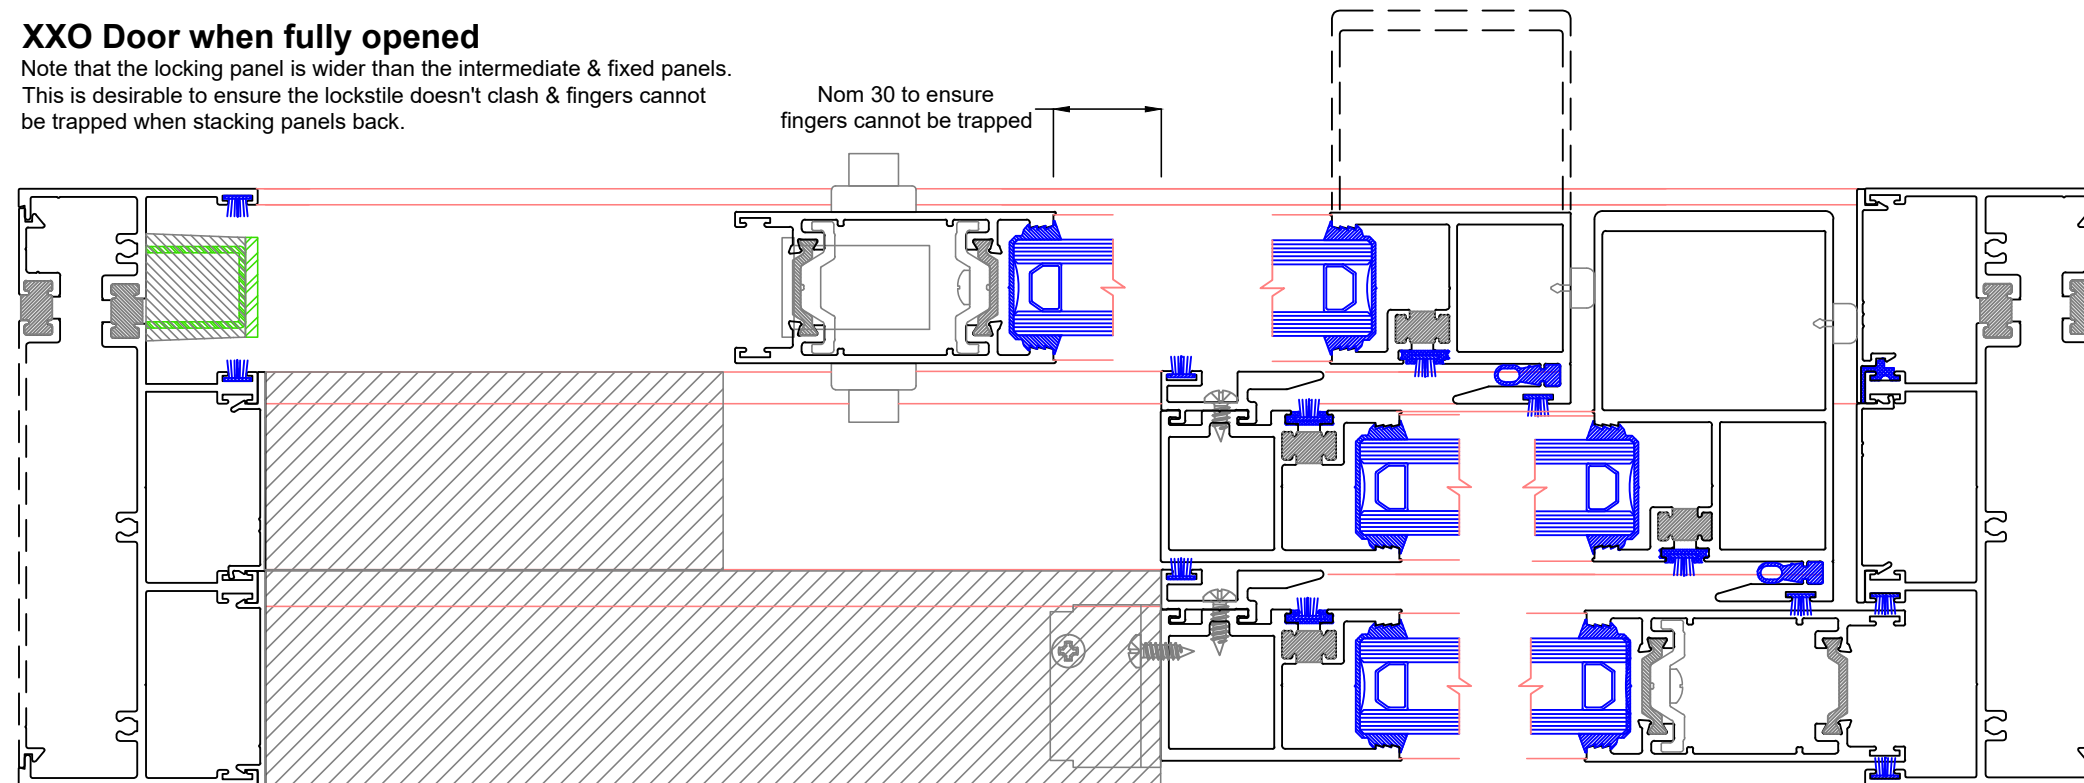 XXO Door when fully opened
Note that the locking panel is wider than the intermediate & fixed panels.
This is desirable to ensure the lockstile doesn't clash & fingers cannot
be trapped when stacking panels back.
Nom 30 to ensure
fingers cannot be trapped